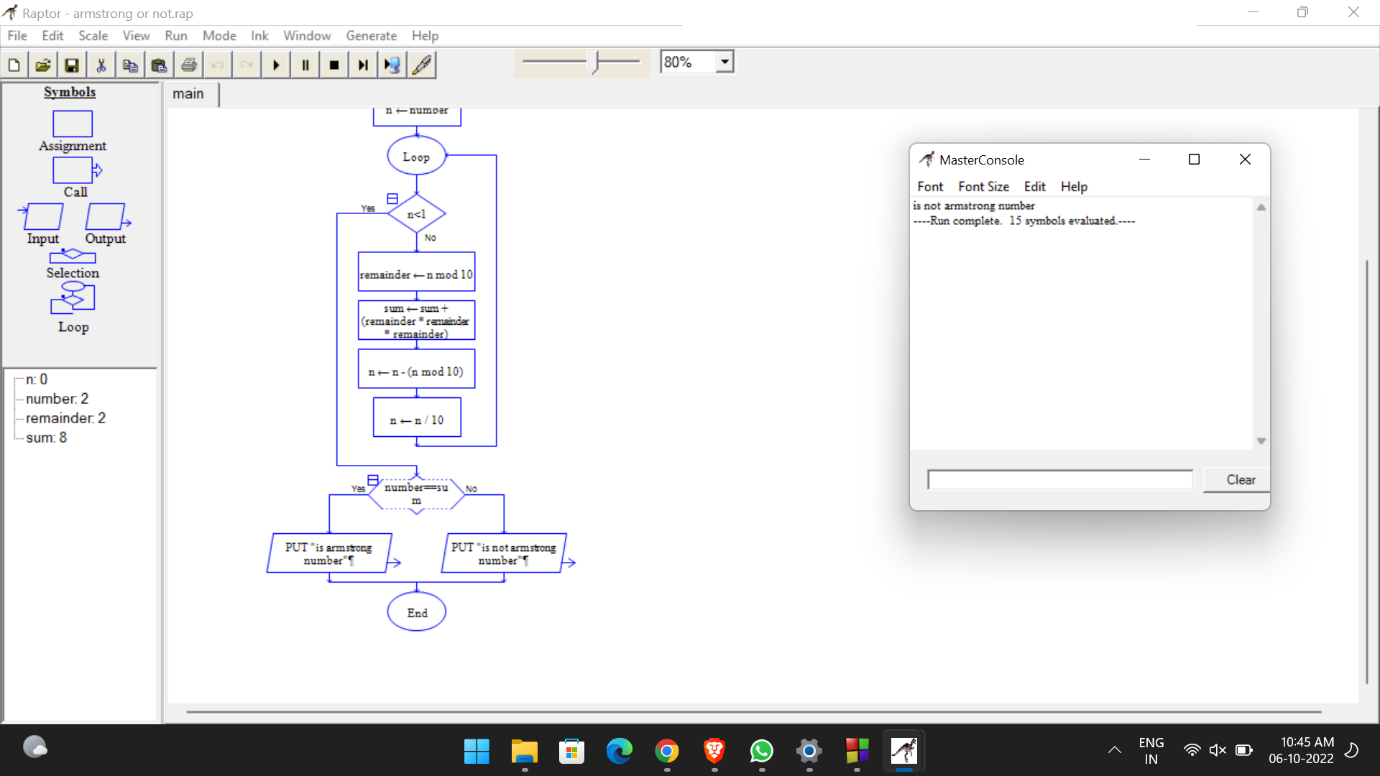 Raptor - armstrong or not.rap
File Edit Scale View Run Mode Ink Window Generate Help
80%
Symbols
Assignment
Call
Input Output
Selection
Loop
n: 0
number: 2
remainder: 2
sum: 8
main
n ← number
Loop
Yes
n<1
No
remainder ← n mod 10
sum ← sum +
(remainder * remainder
* remainder)
n ← n - (n mod 10)
n ← n / 10
Yes
number==su
m
No
PUT "is armstrong
number"¶
PUT "is not armstrong
number"¶
End
MasterConsole
Font Font Size Edit Help
is not armstrong number
----Run complete. 15 symbols evaluated.----
Clear
ENG
IN
10:45 AM
06-10-2022